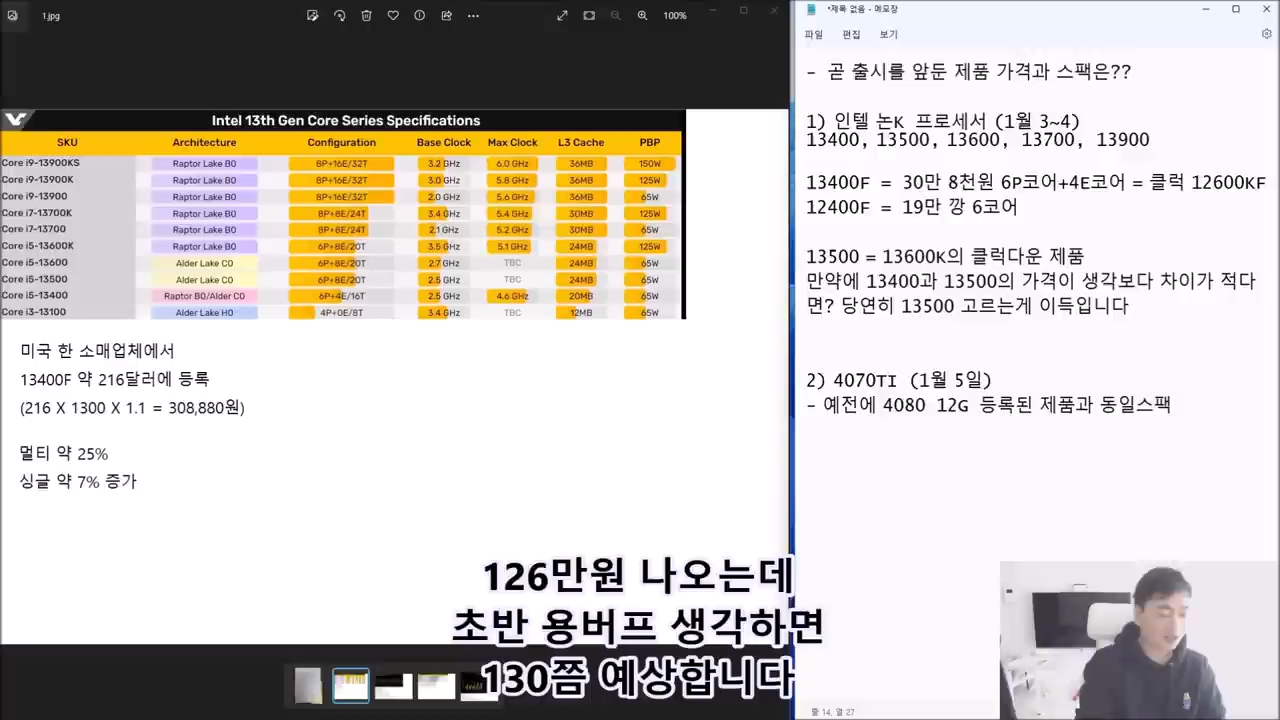 1.jpg
100%
Intel 13th Gen Core Series Specifications
SKU Architecture Configuration Base Clock Max Clock L3 Cache PBP
Core i9-13900KS Raptor Lake B0 8P+16E/32T 3.2 GHz 6.0 GHz 36MB 150W
Core i9-13900K Raptor Lake B0 8P+16E/32T 3.0 GHz 5.8 GHz 36MB 125W
Core i9-13900 Raptor Lake B0 8P+16E/32T 2.0 GHz 5.6 GHz 36MB 65W
Core i7-13700K Raptor Lake B0 8P+8E/24T 3.4 GHz 5.4 GHz 30MB 125W
Core i7-13700 Raptor Lake B0 8P+8E/24T 2.1 GHz 5.2 GHz 30MB 65W
Core i5-13600K Raptor Lake B0 6P+8E/20T 3.5 GHz 5.1 GHz 24MB 125W
Core i5-13600 Alder Lake C0 6P+8E/20T 2.7 GHz TBC 24MB 65W
Core i5-13500 Alder Lake C0 6P+8E/20T 2.5 GHz TBC 24MB 65W
Core i5-13400 Raptor B0/Alder C0 6P+4E/16T 2.5 GHz 4.6 GHz 20MB 65W
Core i3-13100 Alder Lake H0 4P+0E/8T 3.4 GHz TBC 12MB 65W
미국 한 소매업체에서
13400F 약 216달러에 등록
(216 X 1300 X 1.1 = 308,880원)
멀티 약 25%
싱글 약 7% 증가
*제목 없음 - 메모장
파일 편집 보기
- 곧 출시를 앞둔 제품 가격과 스팩은??
1) 인텔 논K 프로세서 (1월 3~4)
13400, 13500, 13600, 13700, 13900
13400F = 30만 8천원 6P코어+4E코어 = 클럭 12600KF
12400F = 19만 깡 6코어
13500 = 13600K의 클럭다운 제품
만약에 13400과 13500의 가격이 생각보다 차이가 적다
면? 당연히 13500 고르는게 이득입니다
2) 4070TI (1월 5일)
- 예전에 4080 12G 등록된 제품과 동일스팩
줄 14, 열 27
126만원 나오는데
초반 용버프 생각하면
130쯤 예상합니다